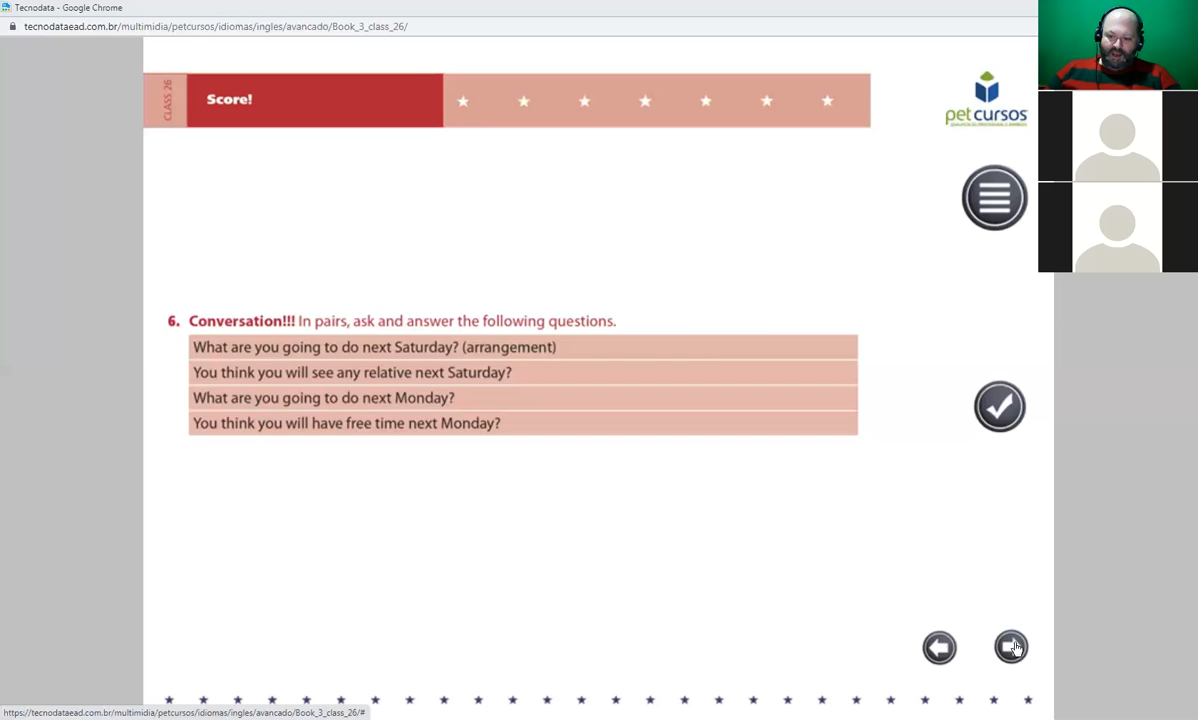 Tecnodata - Google Chrome
tecnodataead.com.br/multimidia/petcursos/idiomas/ingles/avancado/Book_3_class_26/
CLASS 26
Score!
pet cursos
6. Conversation!!! In pairs, ask and answer the following questions.
What are you going to do next Saturday? (arrangement)
You think you will see any relative next Saturday?
What are you going to do next Monday?
You think you will have free time next Monday?
https://tecnodataead.com.br/multimidia/petcursos/idiomas/ingles/avancado/Book_3_class_26/#